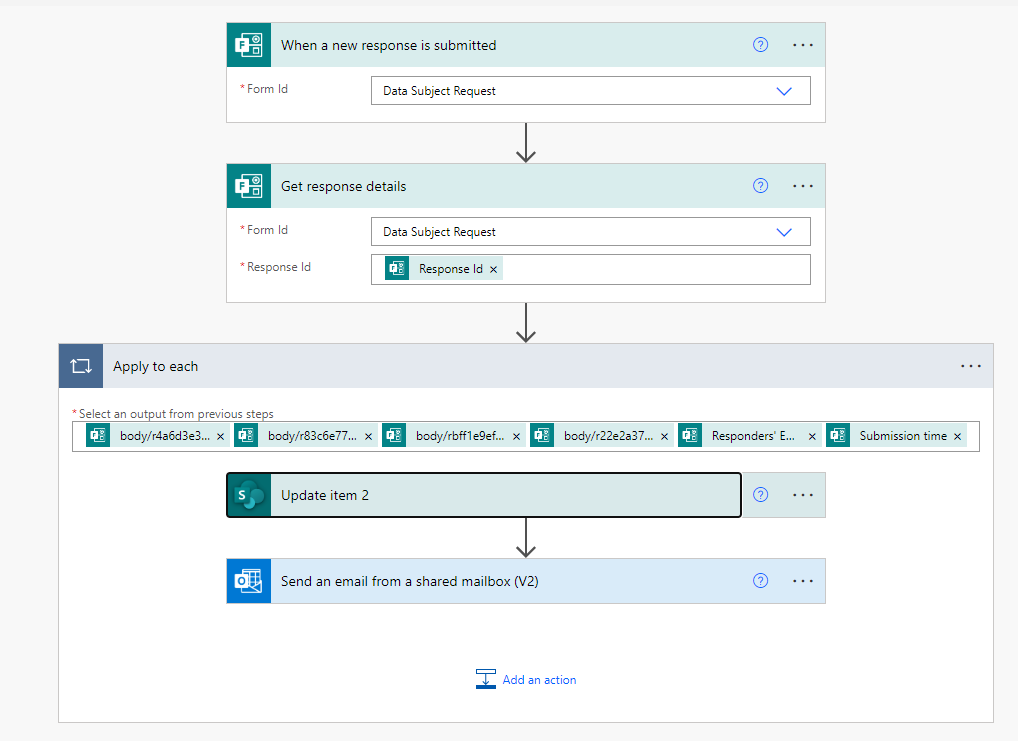 When a new response is submitted
* Form Id
Data Subject Request
Get response details
* Form Id
Data Subject Request
* Response Id
Response Id ×
Apply to each
* Select an output from previous steps
body/r4a6d3e3... × body/r83c6e77... × body/rbff1e9ef... × body/r22e2a37... × Responders' E... × Submission time ×
Update item 2
Send an email from a shared mailbox (V2)
Add an action